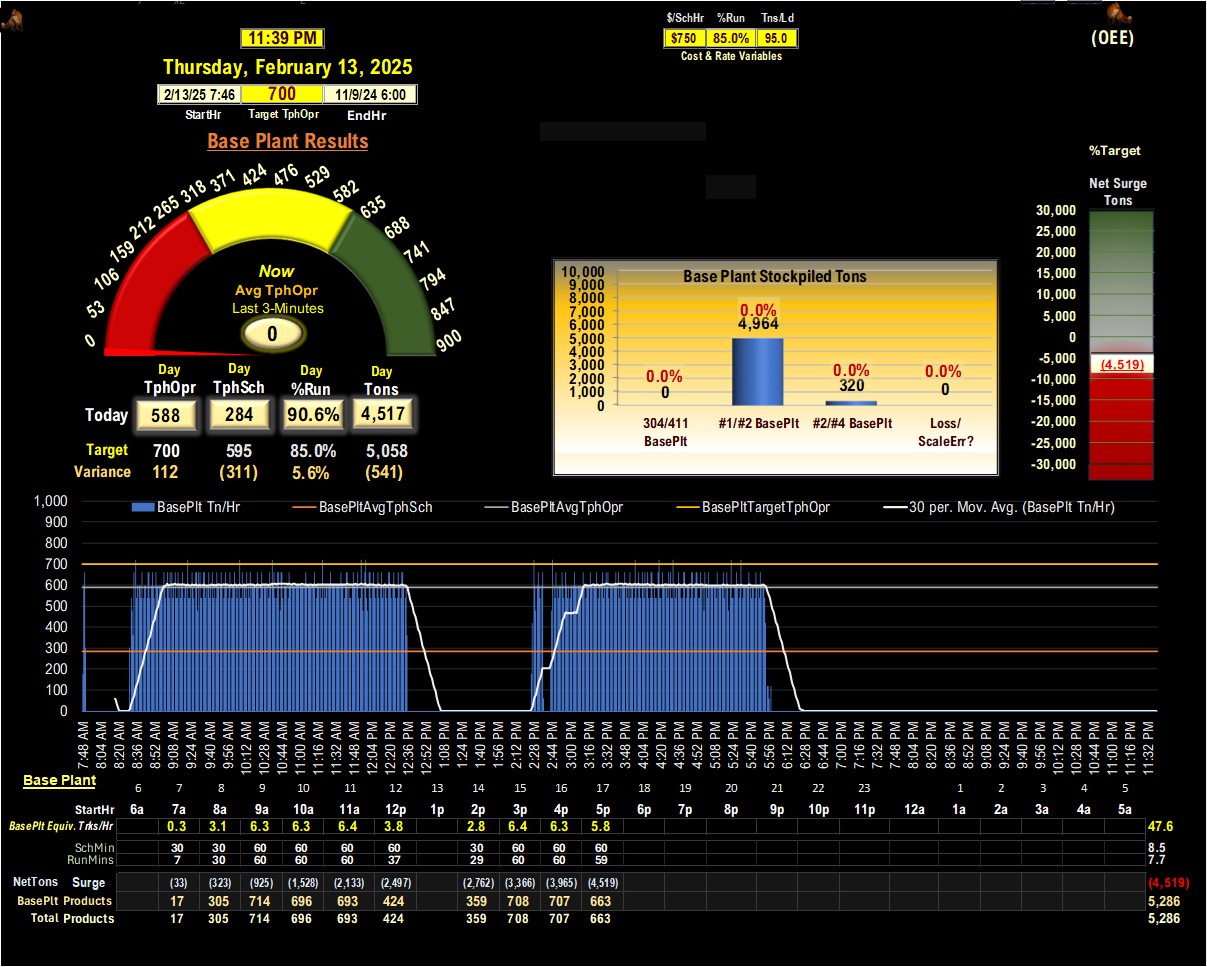 $/SchHr %Run Tns/Ld
11:39 PM
$750 85.0% 95.0
(OEE)
Cost & Rate Variables
Thursday, February 13, 2025
2/13/25 7:46 700 11/9/24 6:00
StartHr Target TphOpr EndHr
Base Plant Results
%Target
Net Surge
Tons
0 53 106 159 212 265 318 371 424 476 529 582 635 688 741 794 847 900
Now
Avg TphOpr
Last 3-Minutes
0
30,000
25,000
20,000
15,000
10,000
5,000
0
-5,000
(4,519)
-10,000
-15,000
-20,000
-25,000
-30,000
Base Plant Stockpiled Tons
10,000
9,000
8,000
7,000
6,000
5,000
4,000
3,000
2,000
1,000
0
0.0% 0.0% 0.0% 0.0%
0 4,964 320 0
304/411 #1/#2 BasePlt #2/#4 BasePlt Loss/
BasePlt ScaleErr?
Day Day Day Day
TphOpr TphSch %Run Tons
Today 588 284 90.6% 4,517
Target 700 595 85.0% 5,058
Variance 112 (311) 5.6% (541)
BasePlt Tn/Hr BasePltAvgTphSch BasePltAvgTphOpr BasePltTargetTphOpr 30 per. Mov. Avg. (BasePlt Tn/Hr)
1,000
900
800
700
600
500
400
300
200
100
0
7:48 AM 8:04 AM 8:20 AM 8:36 AM 8:52 AM 9:08 AM 9:24 AM 9:40 AM 9:56 AM 10:12 AM 10:28 AM 10:44 AM 11:00 AM 11:16 AM 11:32 AM 11:48 AM 12:04 PM 12:20 PM 12:36 PM 12:52 PM 1:08 PM 1:24 PM 1:40 PM 1:56 PM 2:12 PM 2:28 PM 2:44 PM 3:00 PM 3:16 PM 3:32 PM 3:48 PM 4:04 PM 4:20 PM 4:36 PM 4:52 PM 5:08 PM 5:24 PM 5:40 PM 5:56 PM 6:12 PM 6:28 PM 6:44 PM 7:00 PM 7:16 PM 7:32 PM 7:48 PM 8:04 PM 8:20 PM 8:36 PM 8:52 PM 9:08 PM 9:24 PM 9:40 PM 9:56 PM 10:12 PM 10:28 PM 10:44 PM 11:00 PM 11:16 PM 11:32 PM
Base Plant
6 7 8 9 10 11 12 13 14 15 16 17 18 19 20 21 22 23 1 2 3 4 5
StartHr 6a 7a 8a 9a 10a 11a 12p 1p 2p 3p 4p 5p 6p 7p 8p 9p 10p 11p 12a 1a 2a 3a 4a 5a
BasePlt Equiv. Trks/Hr 0.3 3.1 6.3 6.3 6.4 3.8 2.8 6.4 6.3 5.8 47.6
SchMin 30 30 60 60 60 60 30 60 60 60 8.5
RunMins 7 30 60 60 60 37 29 60 60 59 7.7
NetTons Surge (33) (323) (925) (1,528) (2,133) (2,497) (2,762) (3,366) (3,965) (4,519) (4,519)
BasePlt Products 17 305 714 696 693 424 359 708 707 663 5,286
Total Products 17 305 714 696 693 424 359 708 707 663 5,286